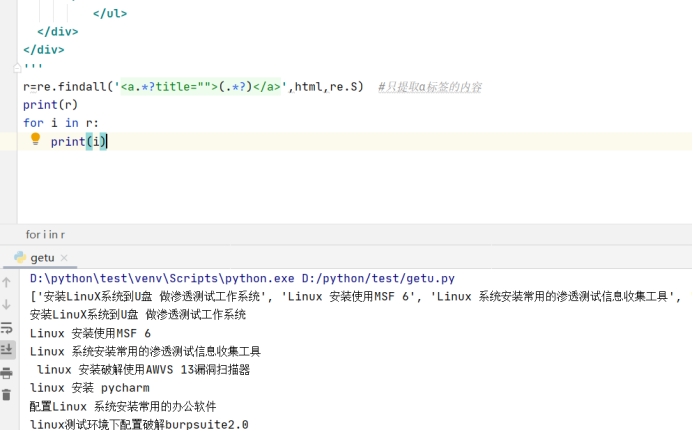 </ul>
</div>
</div>
'''
r=re.findall('<a.*?title="">(.*?)</a>',html,re.S)  #只提取a标签的内容
print(r)
for i in r:
    print(i)
for i in r
getu ×
D:\python\test\venv\Scripts\python.exe D:/python/test/getu.py
['安装LinuX系统到U盘 做渗透测试工作系统', 'Linux 安装使用MSF 6', 'Linux 系统安装常用的渗透测试信息收集工具',
安装LinuX系统到U盘 做渗透测试工作系统
Linux 安装使用MSF 6
Linux 系统安装常用的渗透测试信息收集工具
 linux 安装破解使用AWVS 13漏洞扫描器
linux 安装 pycharm
配置Linux 系统安装常用的办公软件
linux测试环境下配置破解burpsuite2.0